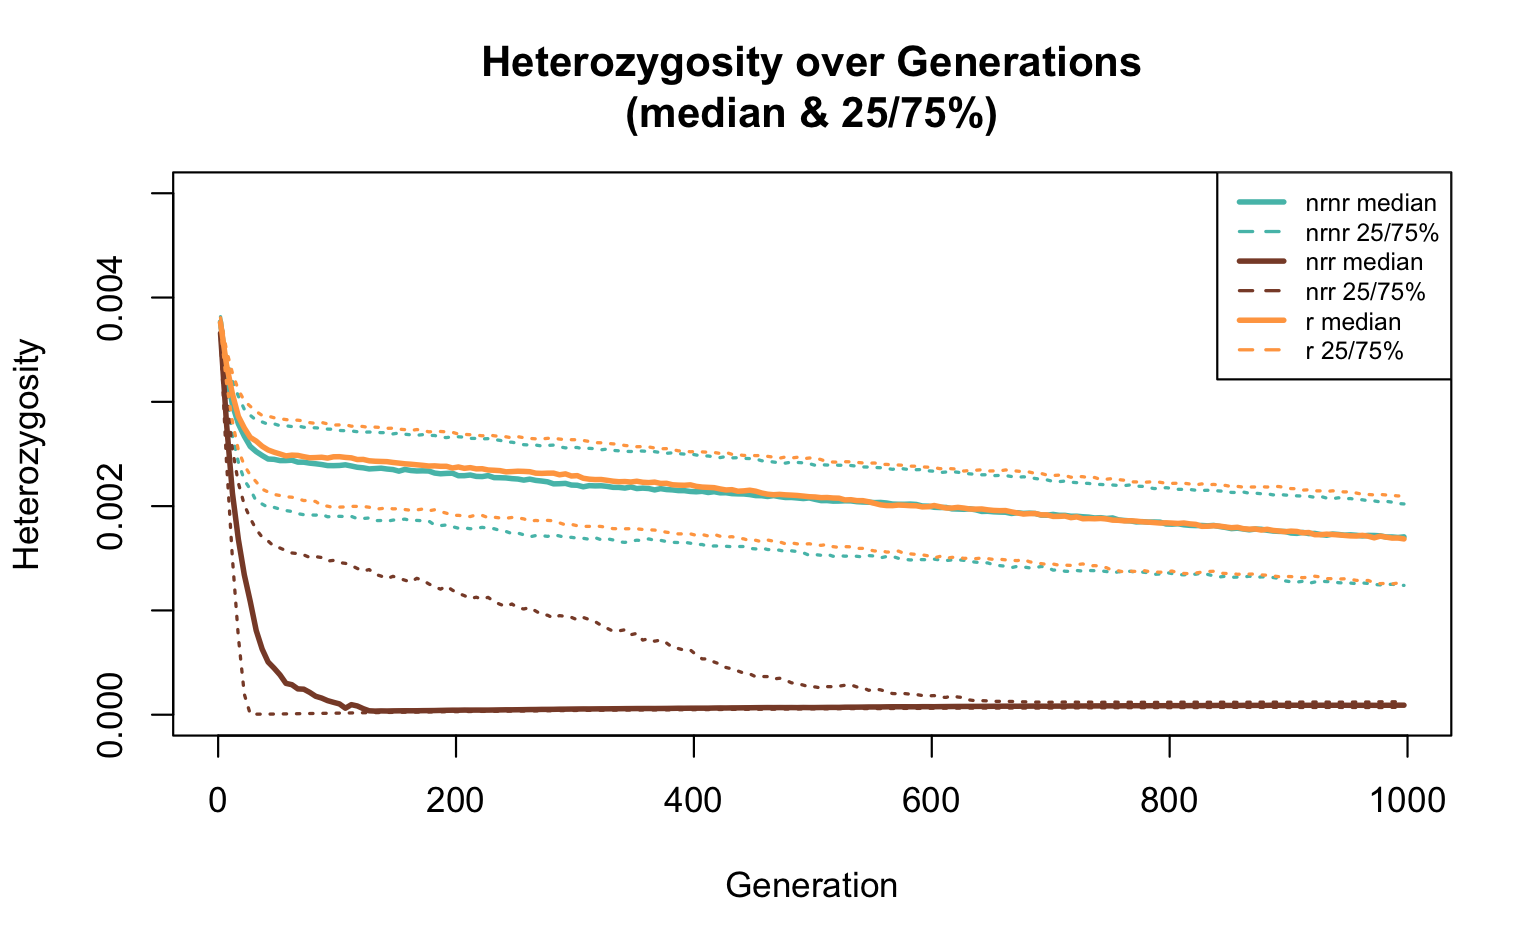 Heterozygosity over Generations
(median & 25/75%)
nrnr median
nrnr 25/75%
nrr median
nrr 25/75%
r median
r 25/75%
Heterozygosity
0.004
0.002
0.000
0 200 400 600 800 1000
Generation